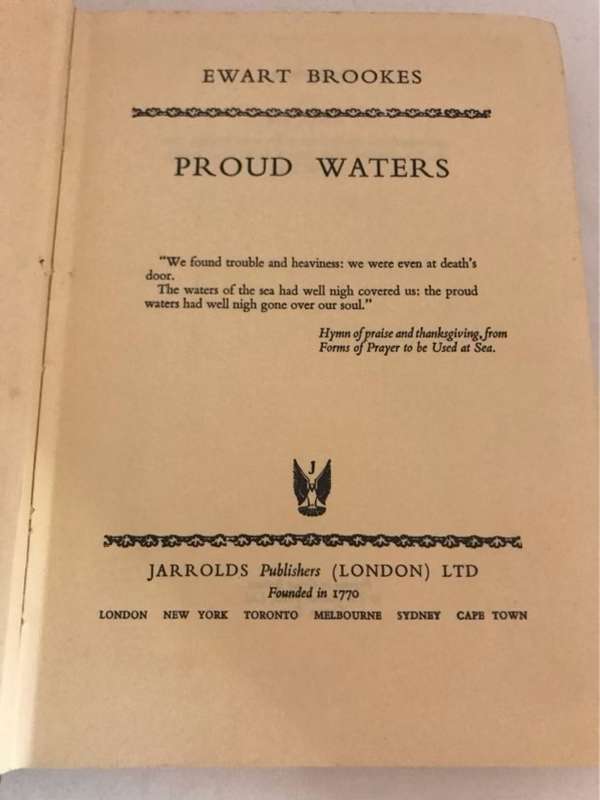 EWART BROOKES
PROUD WATERS
"We found trouble and heaviness: we were even at death's
door.
The waters of the sea had well nigh covered us: the proud
waters had well nigh gone over our soul."
Hymn of praise and thanksgiving, from
Forms of Prayer to be Used at Sea.
J
JARROLDS Publishers (LONDON) LTD
Founded in 1770
LONDON NEW YORK TORONTO MELBOURNE SYDNEY CAPE TOWN